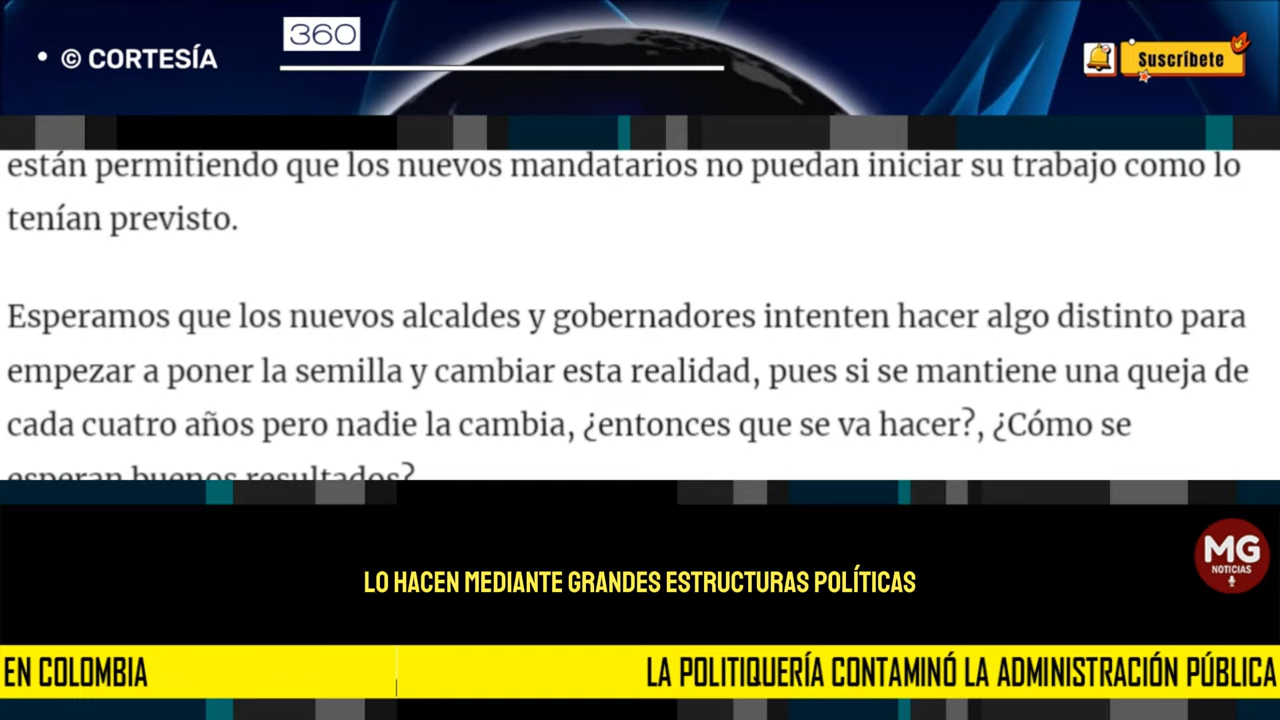 360
• © CORTESÍA
Suscríbete
están permitiendo que los nuevos mandatarios no puedan iniciar su trabajo como lo
tenían previsto.
Esperamos que los nuevos alcaldes y gobernadores intenten hacer algo distinto para
empezar a poner la semilla y cambiar esta realidad, pues si se mantiene una queja de
cada cuatro años pero nadie la cambia, ¿entonces que se va hacer?, ¿Cómo se
esperan buenos resultados?
MG
NOTICIAS
LO HACEN MEDIANTE GRANDES ESTRUCTURAS POLÍTICAS
EN COLOMBIA
LA POLITIQUERÍA CONTAMINÓ LA ADMINISTRACIÓN PÚBLICA